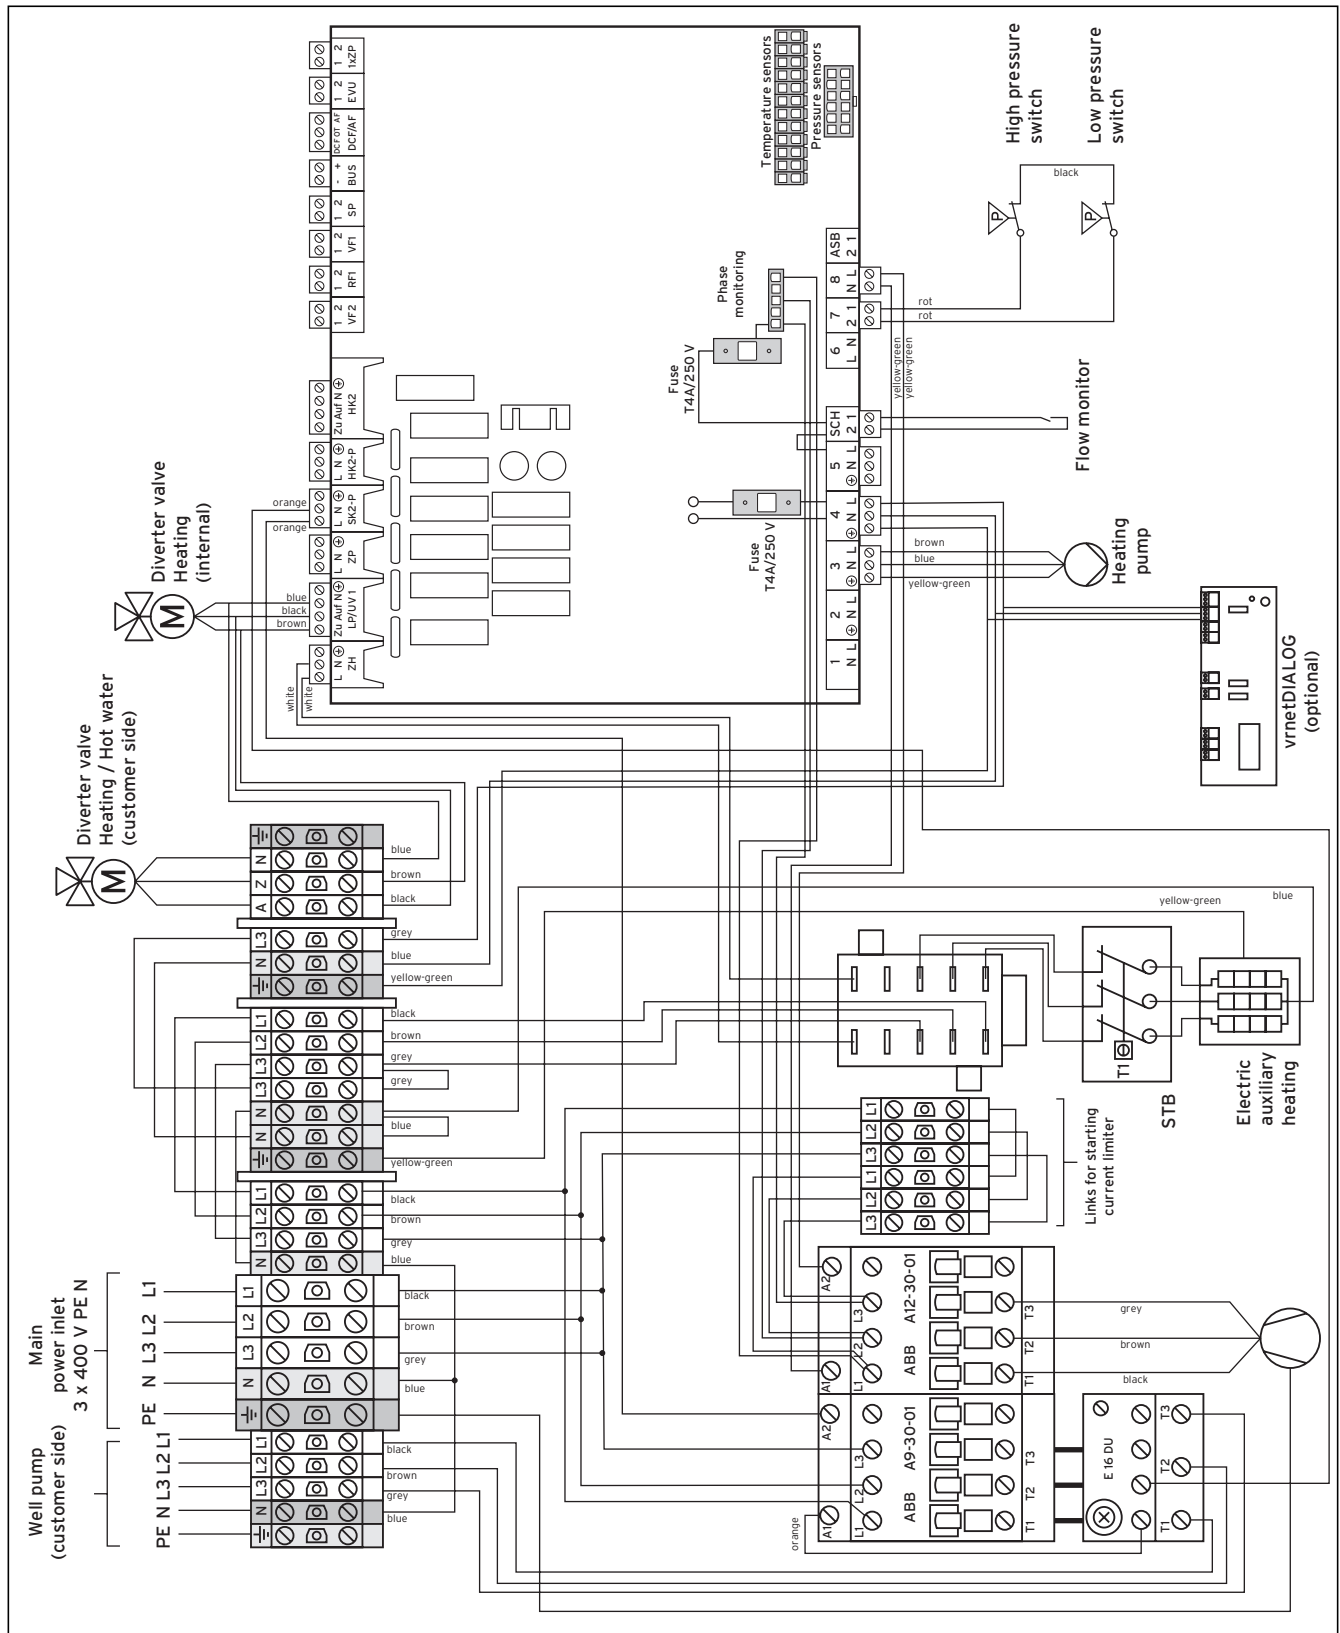 1 2
1xZP
1 2
EVU
DCF OT AF
DCF/AF
- +
BUS
1 2
SP
1 2
VF1
1 2
RF1
1 2
VF2
Zu Auf N
HK2
L N
HK2-P
L N
SK2-P
L N
ZP
Zu Auf N
LP/UV 1
L N
ZH
Temperature sensors
Pressure sensors
Phase
monitoring
Fuse
T4A/250 V
Fuse
T4A/250 V
ASB
2 1
8
N L
7
2 1
6
L N
SCH
2 1
5
N L
4
N L
3
N L
2
N L
1
N L
High pressure
switch
Low pressure
switch
P
P
black
rot
rot
yellow-green
yellow-green
Flow monitor
brown
blue
yellow-green
Heating
pump
vrnetDIALOG
(optional)
Diverter valve
Heating
(internal)
M
orange
orange
blue
black
brown
white
white
Diverter valve
Heating / Hot water
(customer side)
M
N
Z
A
blue
brown
black
L3
N
grey
blue
yellow-green
L1
L2
L3
L3
N
N
black
brown
grey
grey
blue
yellow-green
L1
L2
L3
N
black
brown
grey
blue
Main
power inlet
3 x 400 V PE N
PE N L3 L2 L1
L1
L2
L3
N
black
brown
grey
blue
Well pump
(customer side)
PE N L3 L2 L1
L1
L2
L3
N
black
brown
grey
blue
yellow-green
blue
T1
STB
Electric
auxiliary
heating
L1
L2
L3
L1
L2
L3
Links for starting
current limiter
A2
A1
L3
L2
L1
A12-30-01
ABB
T3
T2
T1
grey
brown
black
A2
A1
L3
L2
L1
A9-30-01
ABB
T3
T2
T1
orange
E 16 DU
T3
T2
T1